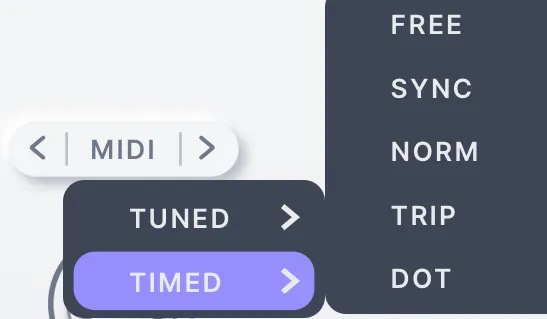 FREE
SYNC
NORM
TRIP
DOT
< MIDI >
TUNED >
TIMED >